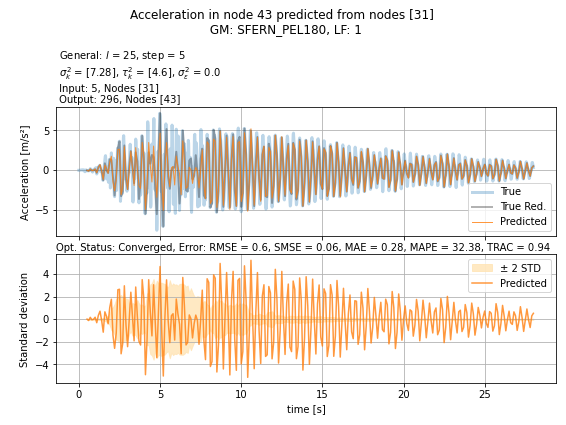 Acceleration in node 43 predicted from nodes [31]
GM: SFERN_PEL180, LF: 1
General: l = 25, step = 5
σ²ₖ = [7.28], τ²ₖ = [4.6], σ²ε = 0.0
Input: 5, Nodes [31]
Output: 296, Nodes [43]
Acceleration [m/s²]
5
0
−5
True
True Red.
Predicted
Opt. Status: Converged, Error: RMSE = 0.6, SMSE = 0.06, MAE = 0.28, MAPE = 32.38, TRAC = 0.94
Standard deviation
4
2
0
−2
−4
± 2 STD
Predicted
0 5 10 15 20 25
time [s]